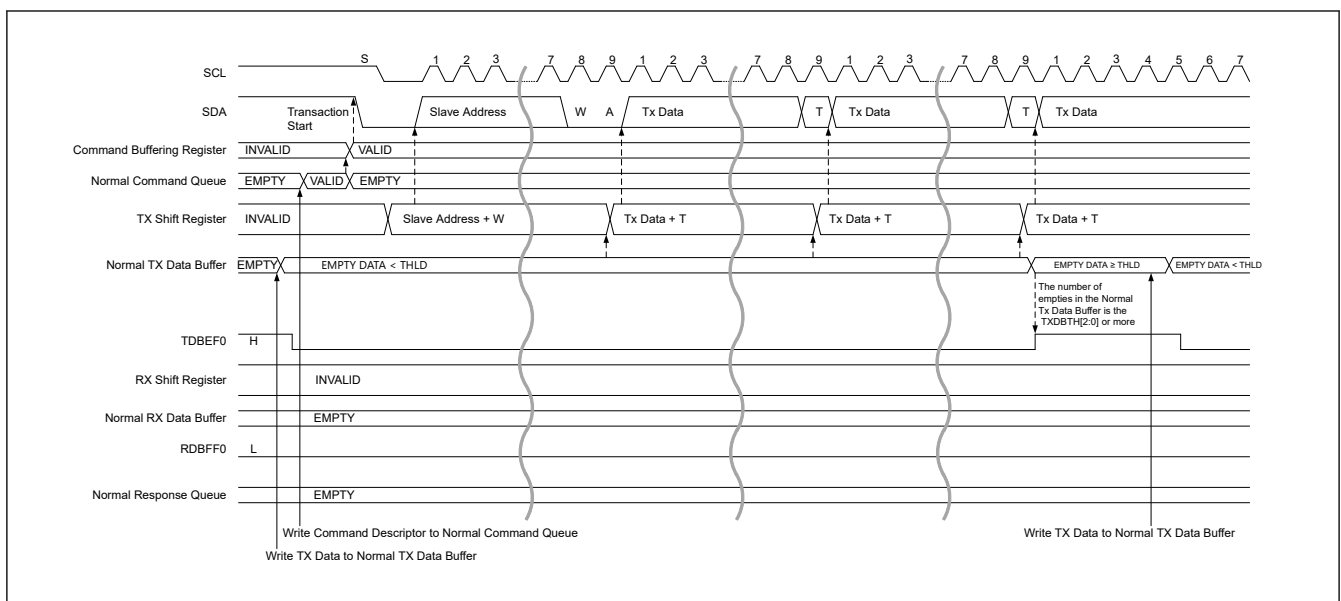 S 1 2 3 7 8 9 1 2 3 7 8 9 1 2 3 7 8 9 1 2 3 4 5 6 7
SCL
SDA Transaction Start Slave Address W A Tx Data T Tx Data T Tx Data
Command Buffering Register INVALID VALID
Normal Command Queue EMPTY VALID EMPTY
TX Shift Register INVALID Slave Address + W Tx Data + T Tx Data + T Tx Data + T
Normal TX Data Buffer EMPTY EMPTY DATA < THLD EMPTY DATA ≥ THLD EMPTY DATA < THLD
The number of
empties in the Normal
Tx Data Buffer is the
TXDBTH[2:0] or more
TDBEF0 H
RX Shift Register INVALID
Normal RX Data Buffer EMPTY
RDBFF0 L
Normal Response Queue EMPTY
Write Command Descriptor to Normal Command Queue Write TX Data to Normal TX Data Buffer
Write TX Data to Normal TX Data Buffer